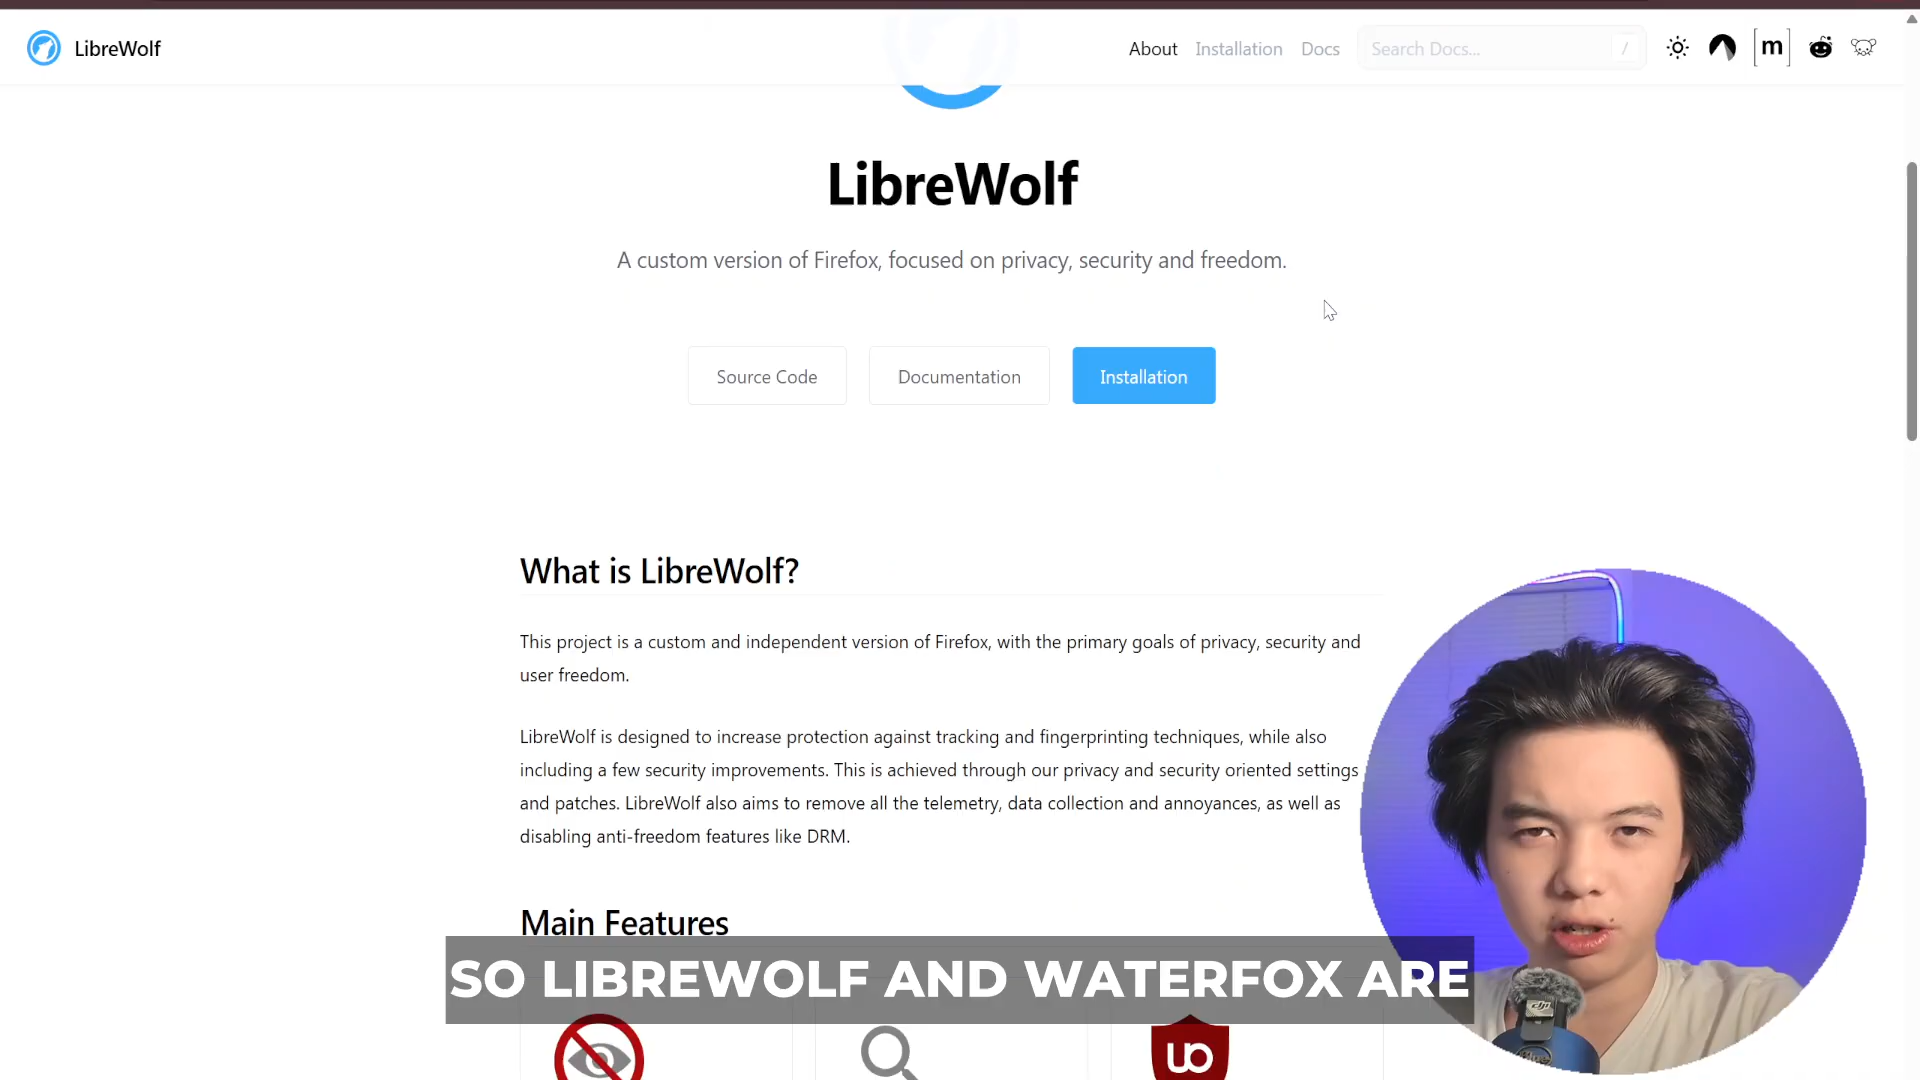 LibreWolf
About
Installation
Docs
Search Docs...
/
m
LibreWolf
A custom version of Firefox, focused on privacy, security and freedom.
Source Code
Documentation
Installation
What is LibreWolf?
This project is a custom and independent version of Firefox, with the primary goals of privacy, security and
user freedom.
LibreWolf is designed to increase protection against tracking and fingerprinting techniques, while also
including a few security improvements. This is achieved through our privacy and security oriented settings
and patches. LibreWolf also aims to remove all the telemetry, data collection and annoyances, as well as
disabling anti-freedom features like DRM.
Main Features
SO LIBREWOLF AND WATERFOX ARE
uo
dji